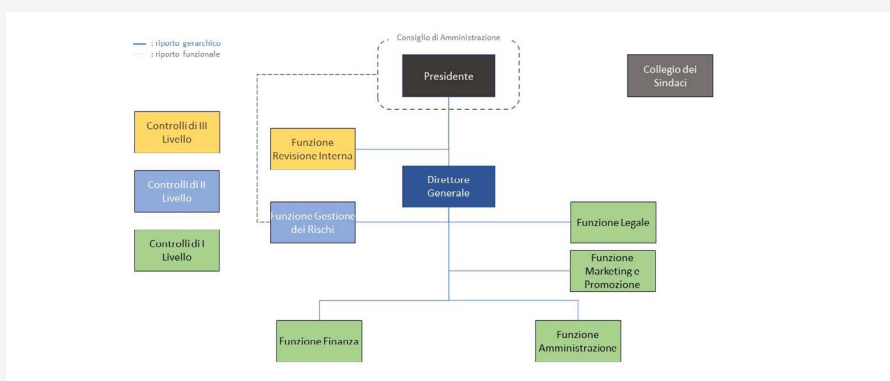 Consiglio di Amministrazione
: riporto gerarchico
: riporto funzionale
Presidente
Collegio dei
Sindaci
Controlli di III
Livello
Funzione
Revisione Interna
Direttore
Generale
Controlli di II
Livello
Funzione Gestione
dei Rischi
Funzione Legale
Controlli di I
Livello
Funzione
Marketing e
Promozione
Funzione Finanza
Funzione
Amministrazione